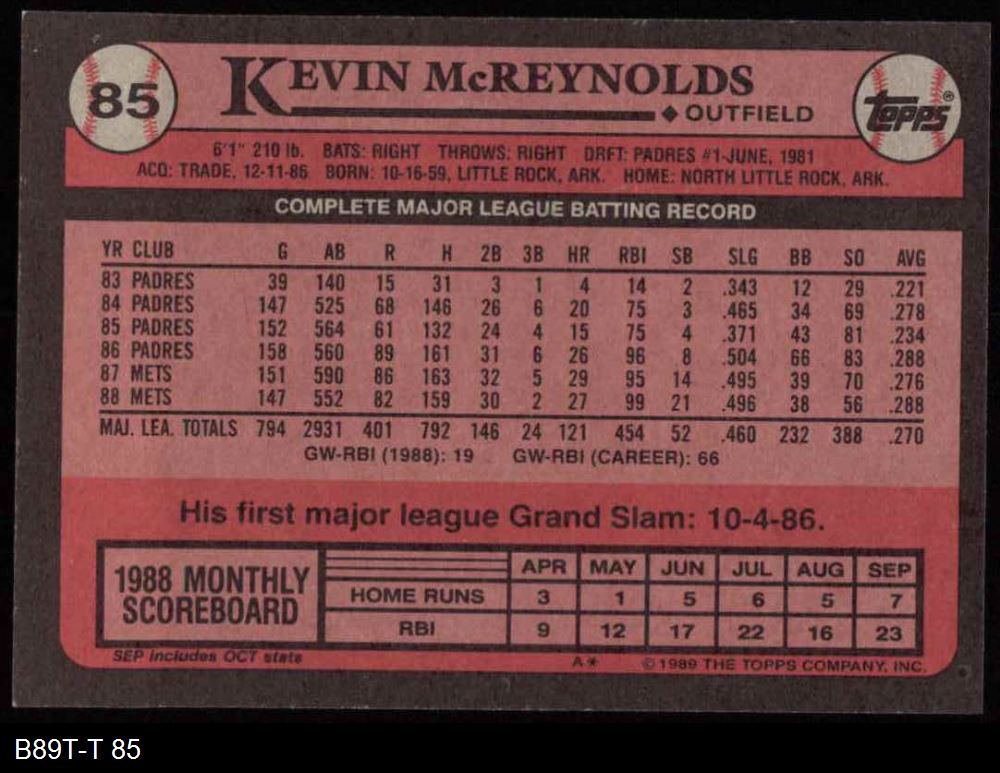 85
KEVIN McREYNOLDS
◆ OUTFIELD
Topps®
6'1" 210 lb. BATS: RIGHT THROWS: RIGHT DRFT: PADRES #1-JUNE, 1981
ACQ: TRADE, 12-11-86 BORN: 10-16-59, LITTLE ROCK, ARK. HOME: NORTH LITTLE ROCK, ARK.
COMPLETE MAJOR LEAGUE BATTING RECORD
YR CLUB G AB R H 2B 3B HR RBI SB SLG BB SO AVG
83 PADRES 39 140 15 31 3 1 4 14 2 .343 12 29 .221
84 PADRES 147 525 68 146 26 6 20 75 3 .465 34 69 .278
85 PADRES 152 564 61 132 24 4 15 75 4 .371 43 81 .234
86 PADRES 158 560 89 161 31 6 26 96 8 .504 66 83 .288
87 METS 151 590 86 163 32 5 29 95 14 .495 39 70 .276
88 METS 147 552 82 159 30 2 27 99 21 .496 38 56 .288
MAJ. LEA. TOTALS 794 2931 401 792 146 24 121 454 52 .460 232 388 .270
GW-RBI (1988): 19 GW-RBI (CAREER): 66
His first major league Grand Slam: 10-4-86.
1988 MONTHLY
SCOREBOARD
APR MAY JUN JUL AUG SEP
HOME RUNS 3 1 5 6 5 7
RBI 9 12 17 22 16 23
SEP includes OCT stats
A* © 1989 THE TOPPS COMPANY, INC.
B89T-T 85